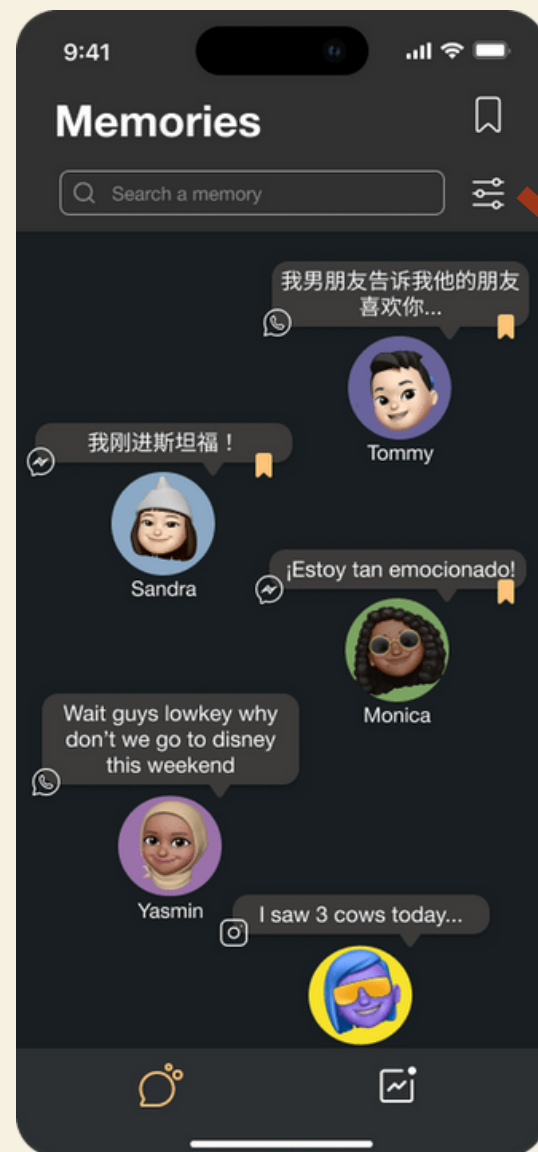 9:41
Memories
Search a memory
我男朋友告诉我他的朋友
喜欢你...
Tommy
我刚进斯坦福！
Sandra
¡Estoy tan emocionado!
Monica
Wait guys lowkey why
don't we go to disney
this weekend
Yasmin
I saw 3 cows today...